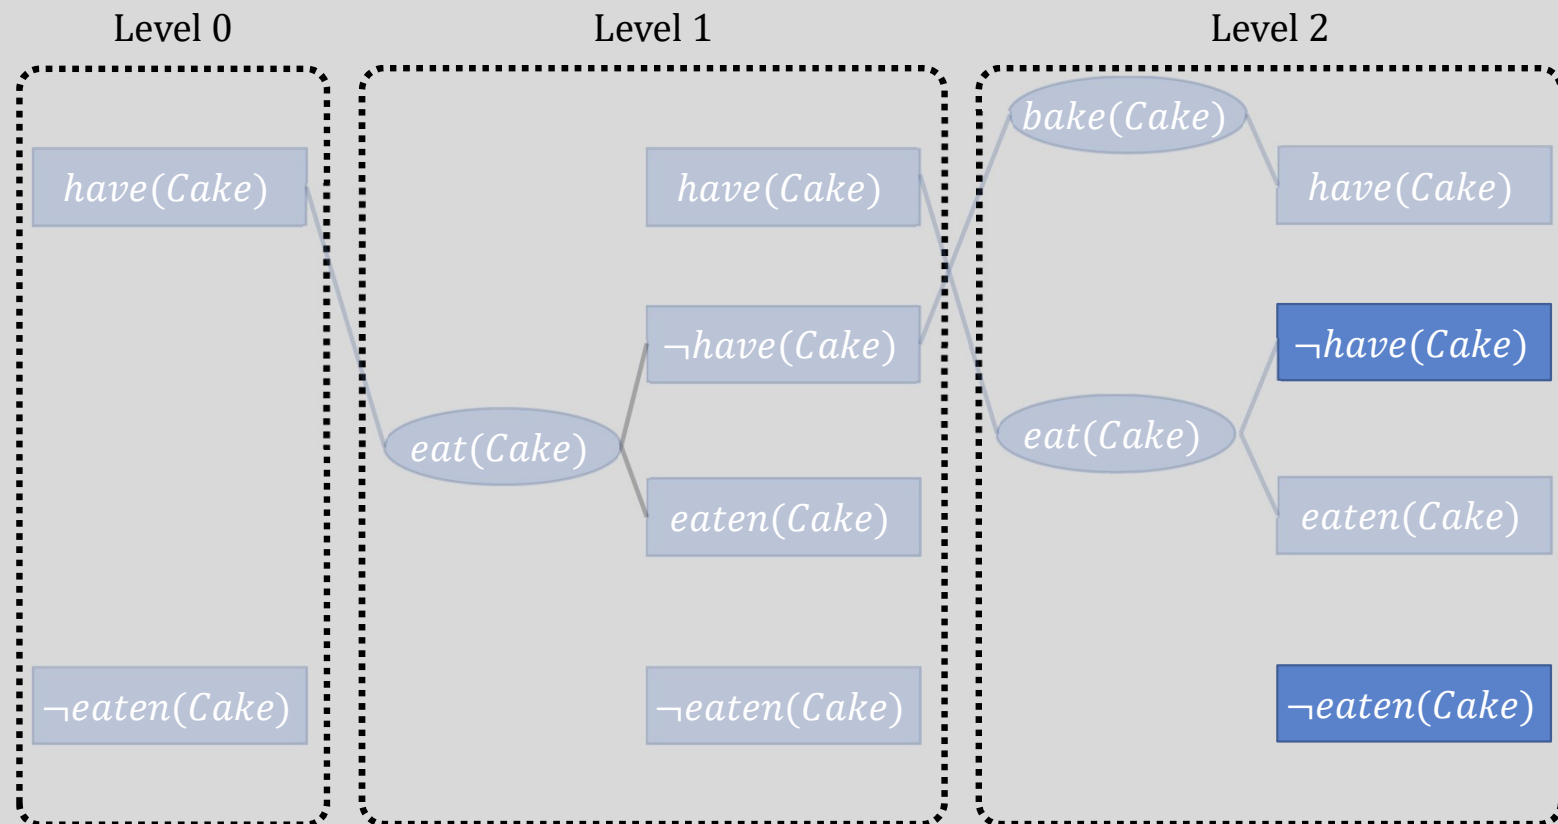 Level 0
Level 1
Level 2
have(Cake)
¬eaten(Cake)
eat(Cake)
have(Cake)
¬have(Cake)
eaten(Cake)
¬eaten(Cake)
bake(Cake)
eat(Cake)
have(Cake)
¬have(Cake)
eaten(Cake)
¬eaten(Cake)